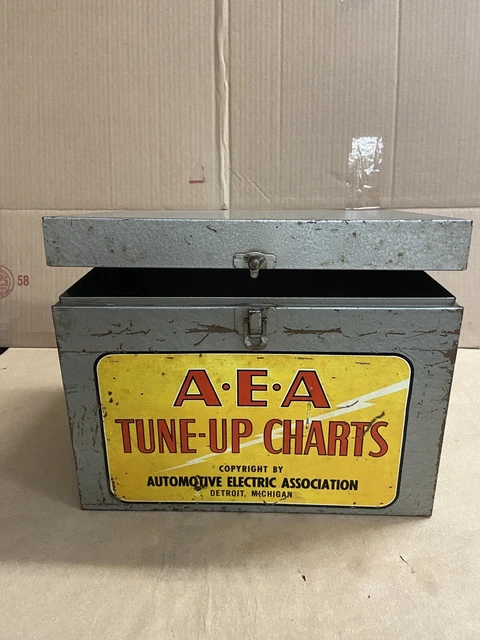 58
A·E·A
TUNE-UP CHARTS
COPYRIGHT BY
AUTOMOTIVE ELECTRIC ASSOCIATION
DETROIT, MICHIGAN